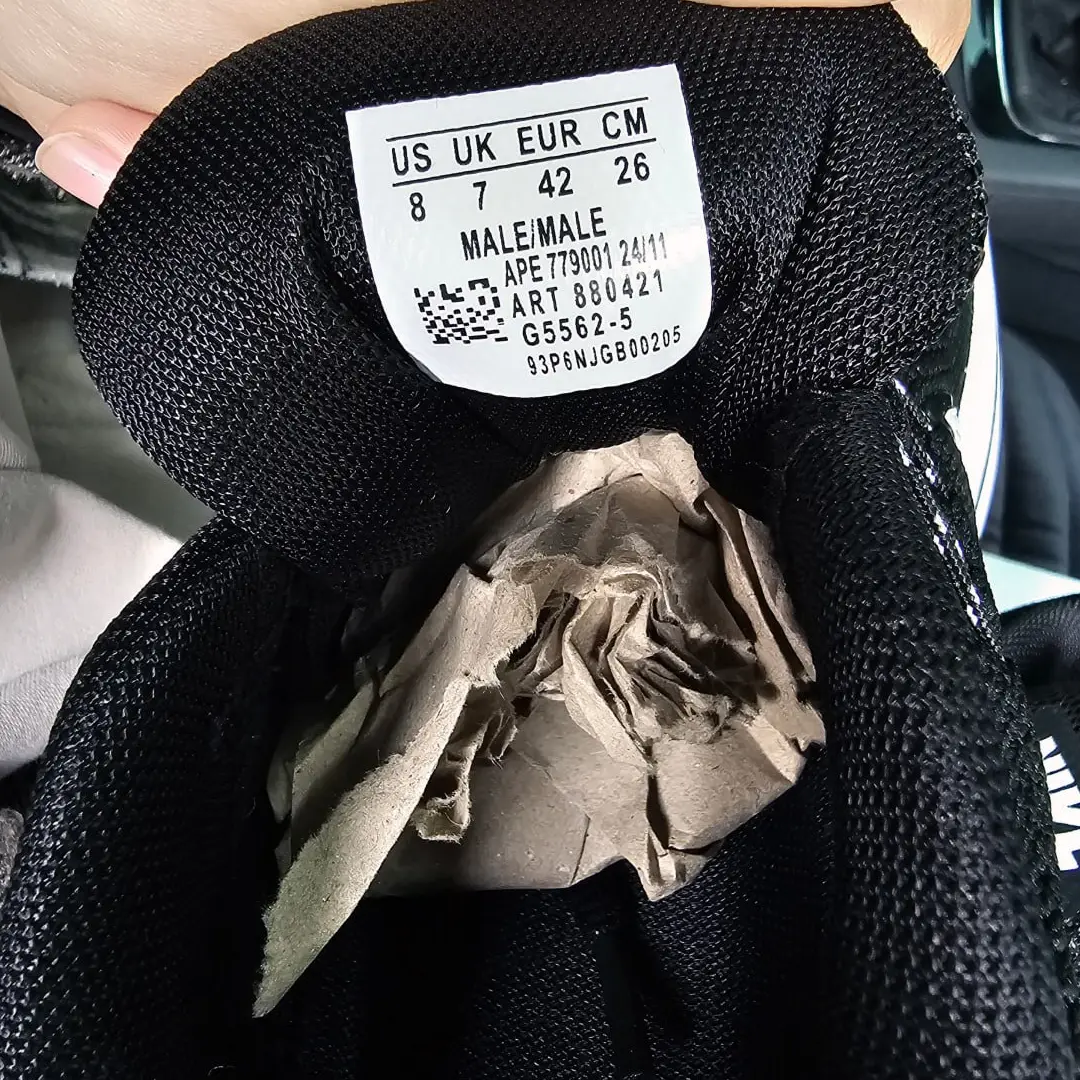 US UK EUR CM
8 7 42 26
MALE/MALE
APE 779001 24/11
ART 880421
G5562-5
93P6NJGB00205
NIKE